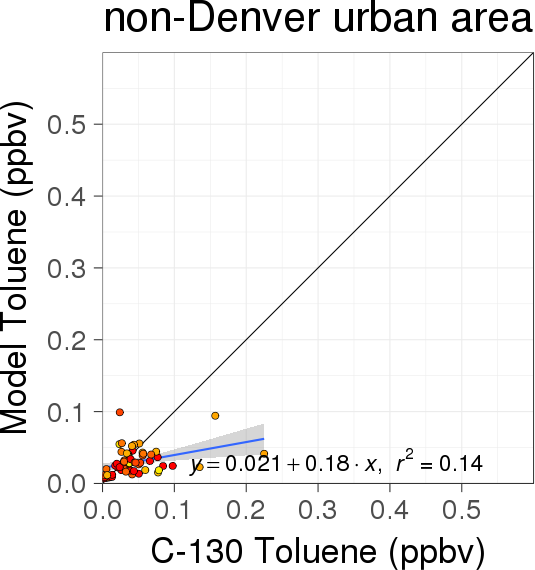 non-Denver urban area
Model Toluene (ppbv)
0.5
0.4
0.3
0.2
0.1
0.0
y = 0.021 + 0.18 · x, r² = 0.14
0.0 0.1 0.2 0.3 0.4 0.5
C-130 Toluene (ppbv)